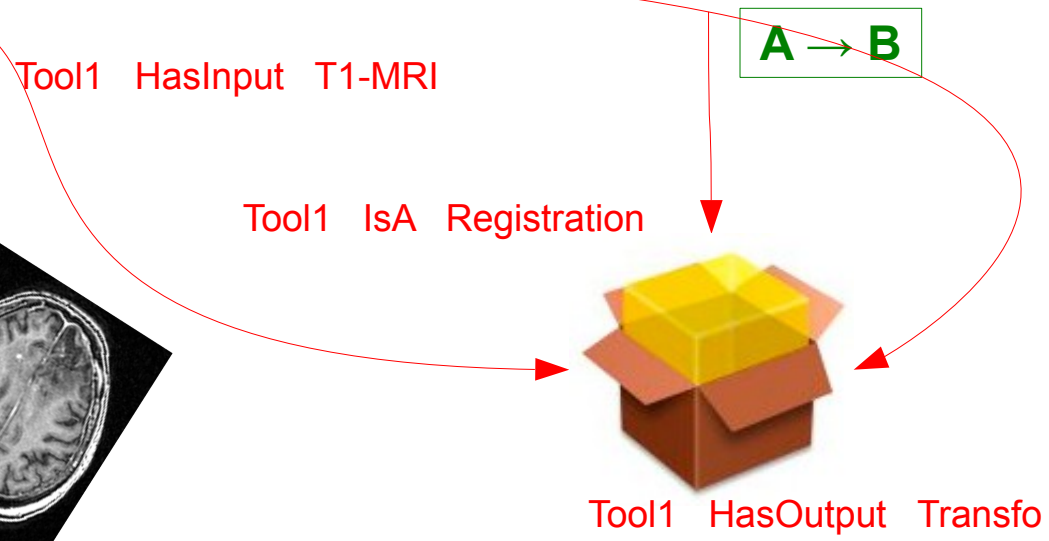 A → B
Tool1 HasInput T1-MRI
Tool1 IsA Registration
Tool1 HasOutput Transfo